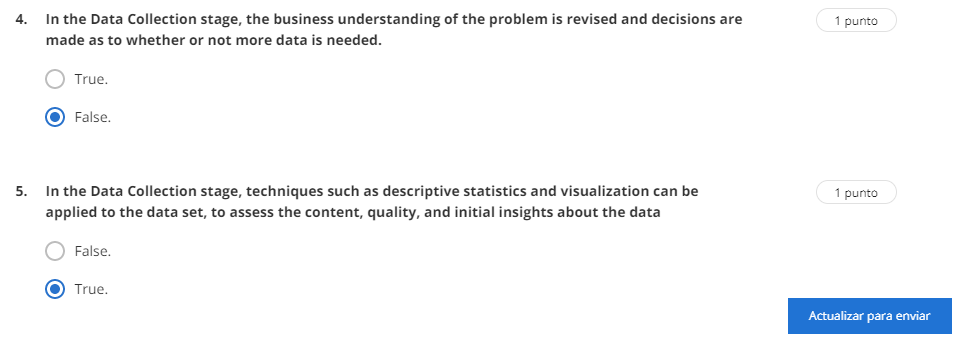 4. In the Data Collection stage, the business understanding of the problem is revised and decisions are 1 punto
made as to whether or not more data is needed.
True.
False.
5. In the Data Collection stage, techniques such as descriptive statistics and visualization can be 1 punto
applied to the data set, to assess the content, quality, and initial insights about the data
False.
True.
Actualizar para enviar